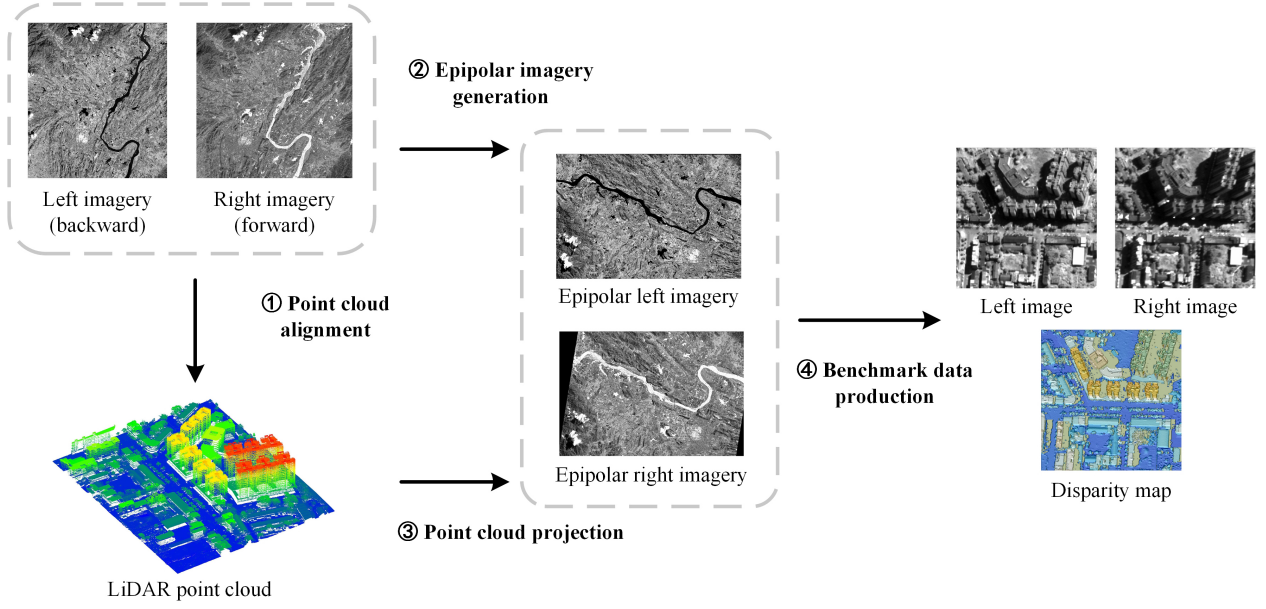 Left imagery
(backward)
Right imagery
(forward)
① Point cloud
alignment
LiDAR point cloud
② Epipolar imagery
generation
③ Point cloud projection
Epipolar left imagery
Epipolar right imagery
④ Benchmark data
production
Left image
Right image
Disparity map